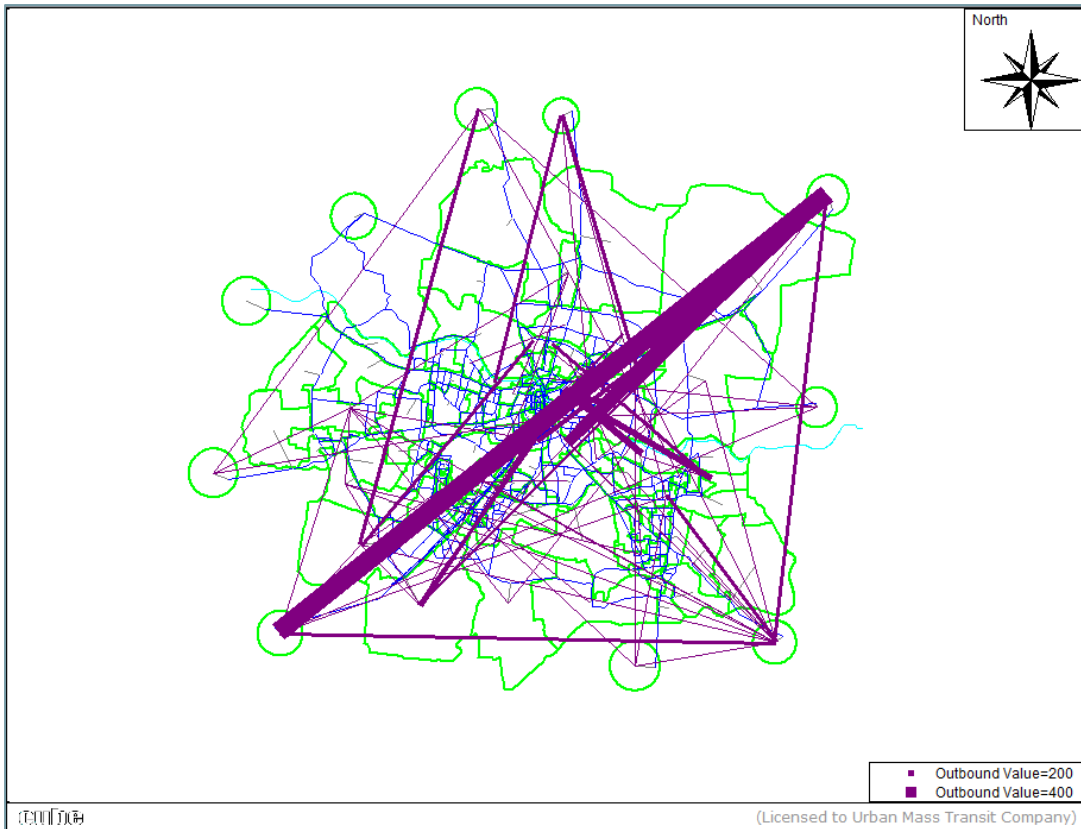 North
Outbound Value=200
Outbound Value=400
(Licensed to Urban Mass Transit Company)